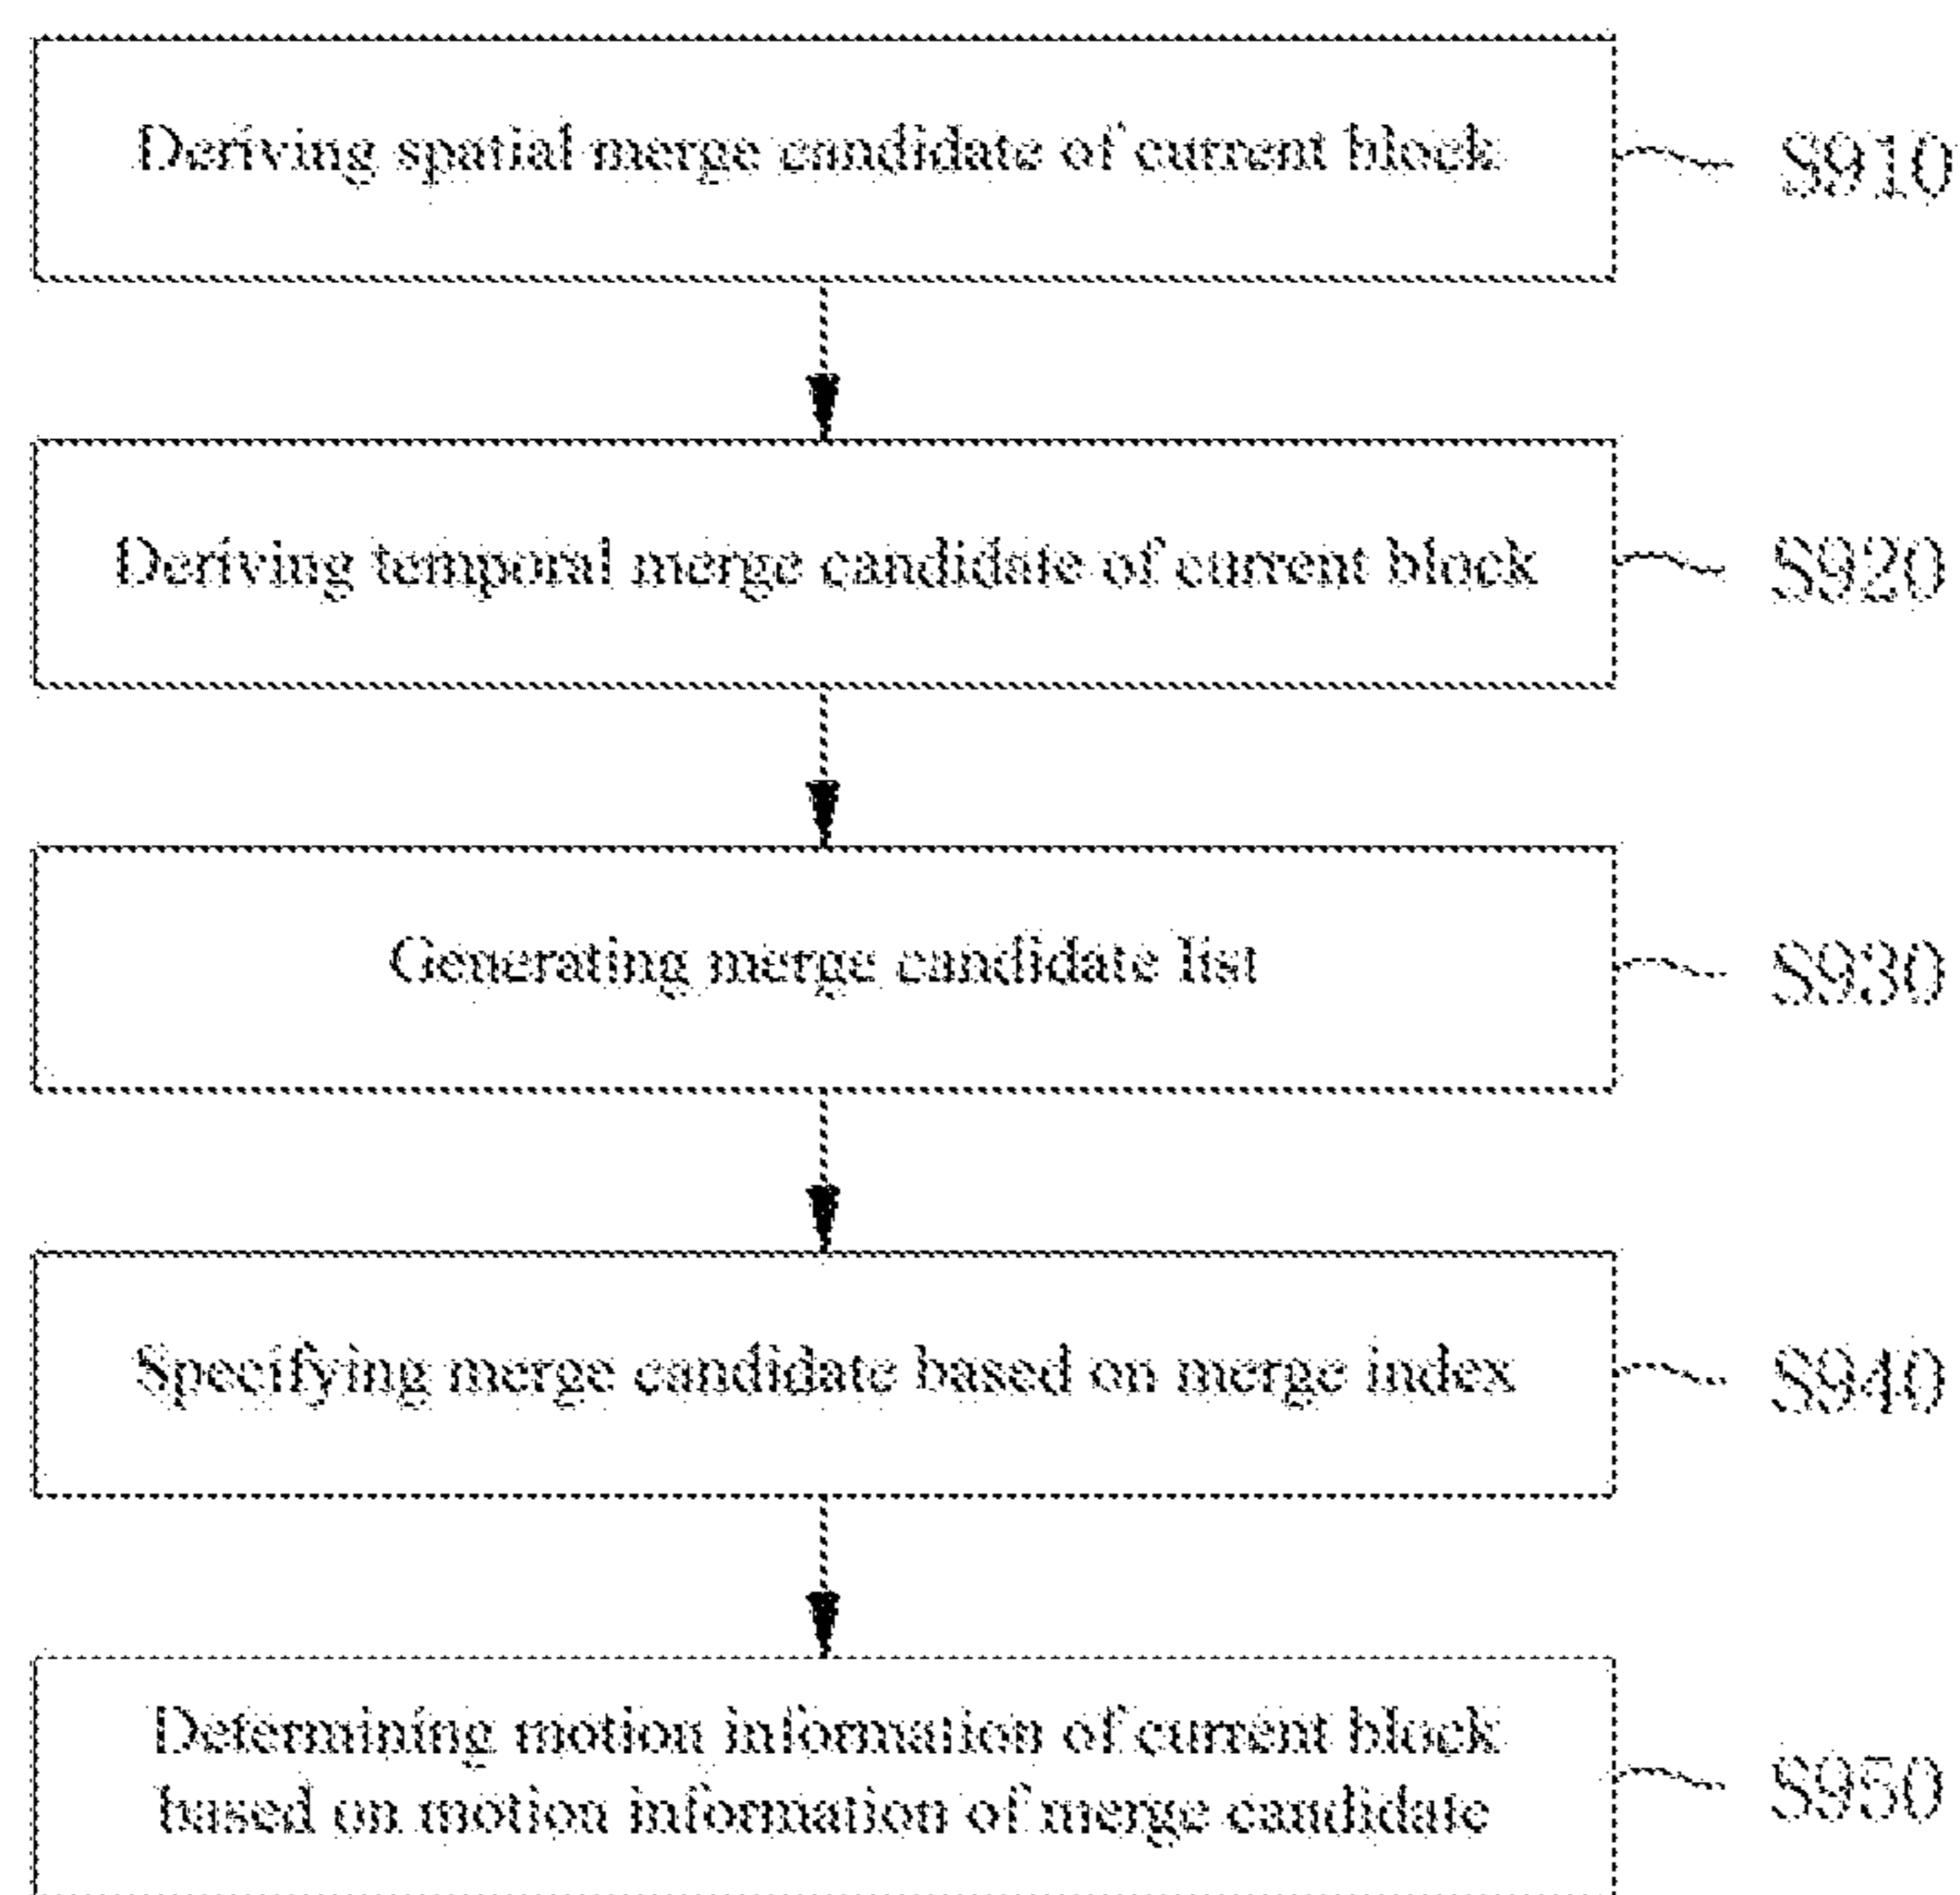 Deriving spatial merge candidate of current block
S910
Deriving temporal merge candidate of current block
S920
Generating merge candidate list
S930
Specifying merge candidate based on merge index
S940
Determining motion information of current block
based on motion information of merge candidate
S950